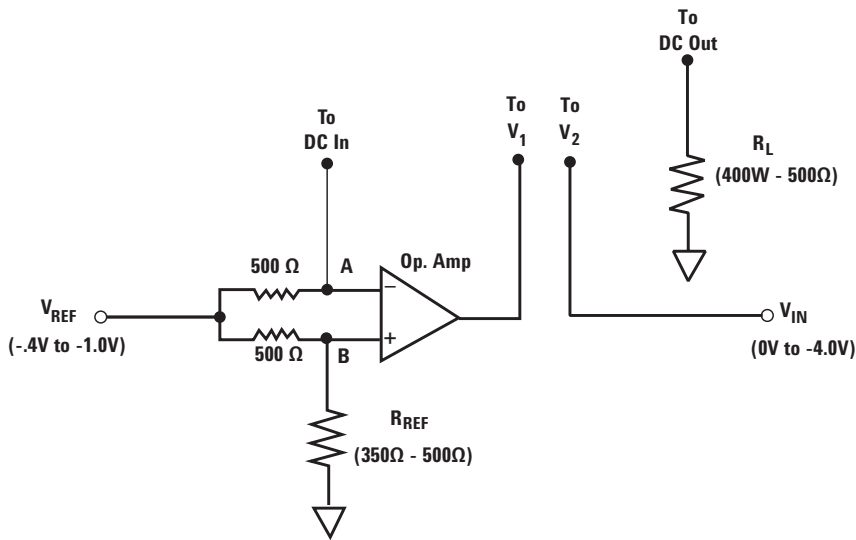 To
DC Out
To
DC In
To
V1
To
V2
RL
(400W - 500Ω)
500 Ω
A
Op. Amp
−
+
VREF
(-.4V to -1.0V)
500 Ω
B
VIN
(0V to -4.0V)
RREF
(350Ω - 500Ω)